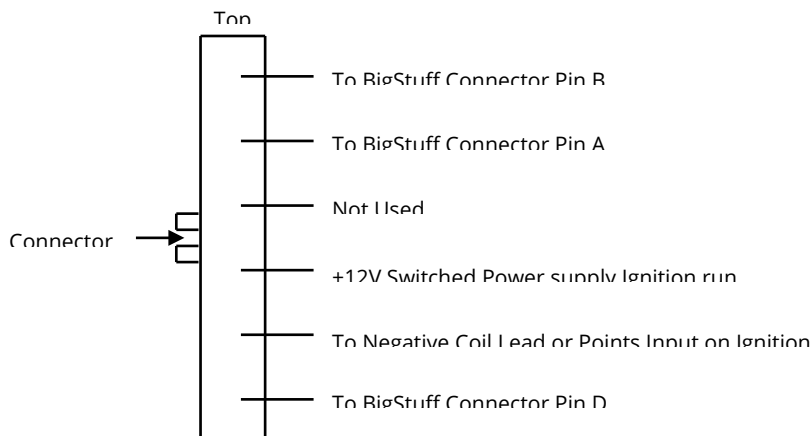 Top
To BigStuff Connector Pin B
To BigStuff Connector Pin A
Not Used
Connector
+12V Switched Power supply Ignition run
To Negative Coil Lead or Points Input on Ignition
To BigStuff Connector Pin D